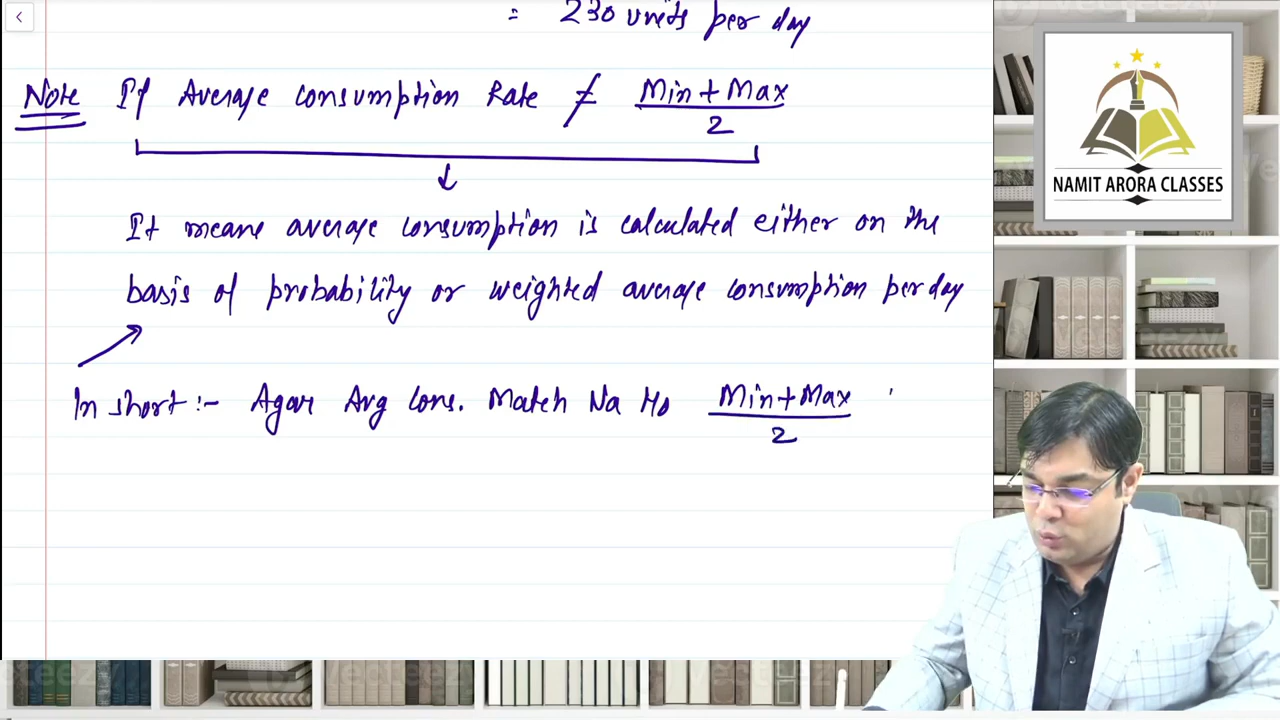 = 230 units per day
Note If Average Consumption Rate ≠ Min + Max / 2
It means average consumption is calculated either on the
basis of probability or weighted average consumption per day
In short :- Agar Avg Cons. Match Na Ho Min + Max / 2
NAMIT ARORA CLASSES